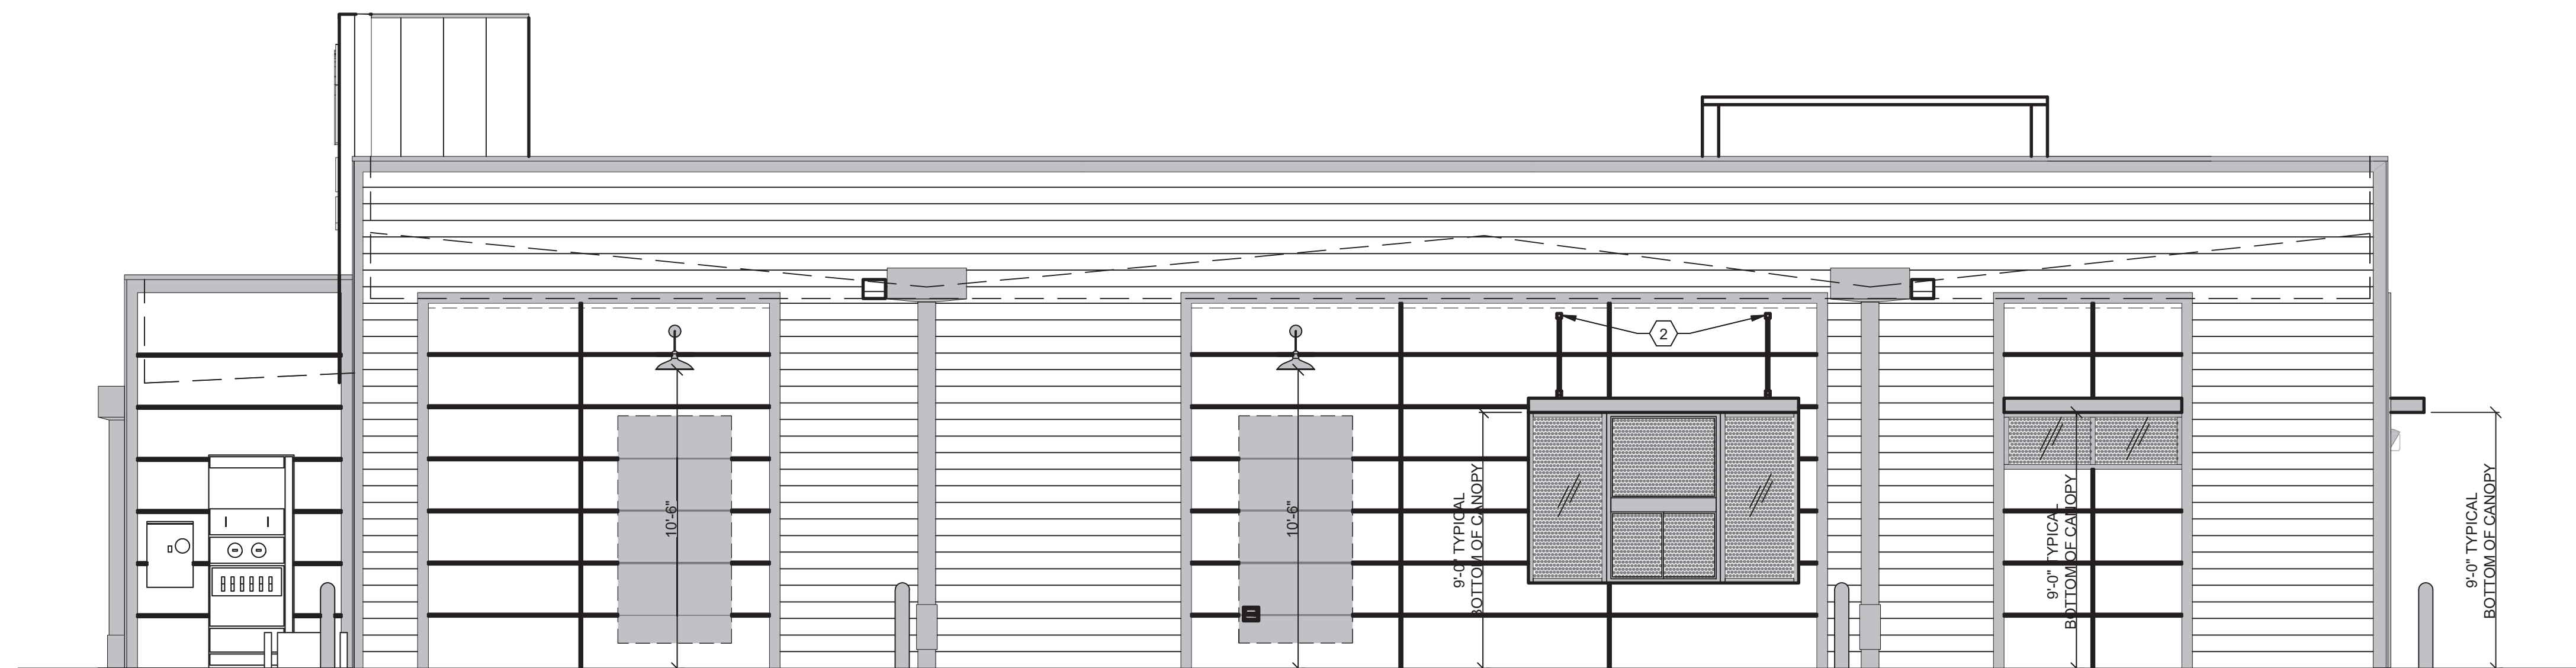 2
10'-6"
10'-6"
9'-0" TYPICAL
BOTTOM OF CANOPY
9'-0" TYPICAL
BOTTOM OF CANOPY
9'-0" TYPICAL
BOTTOM OF CANOPY